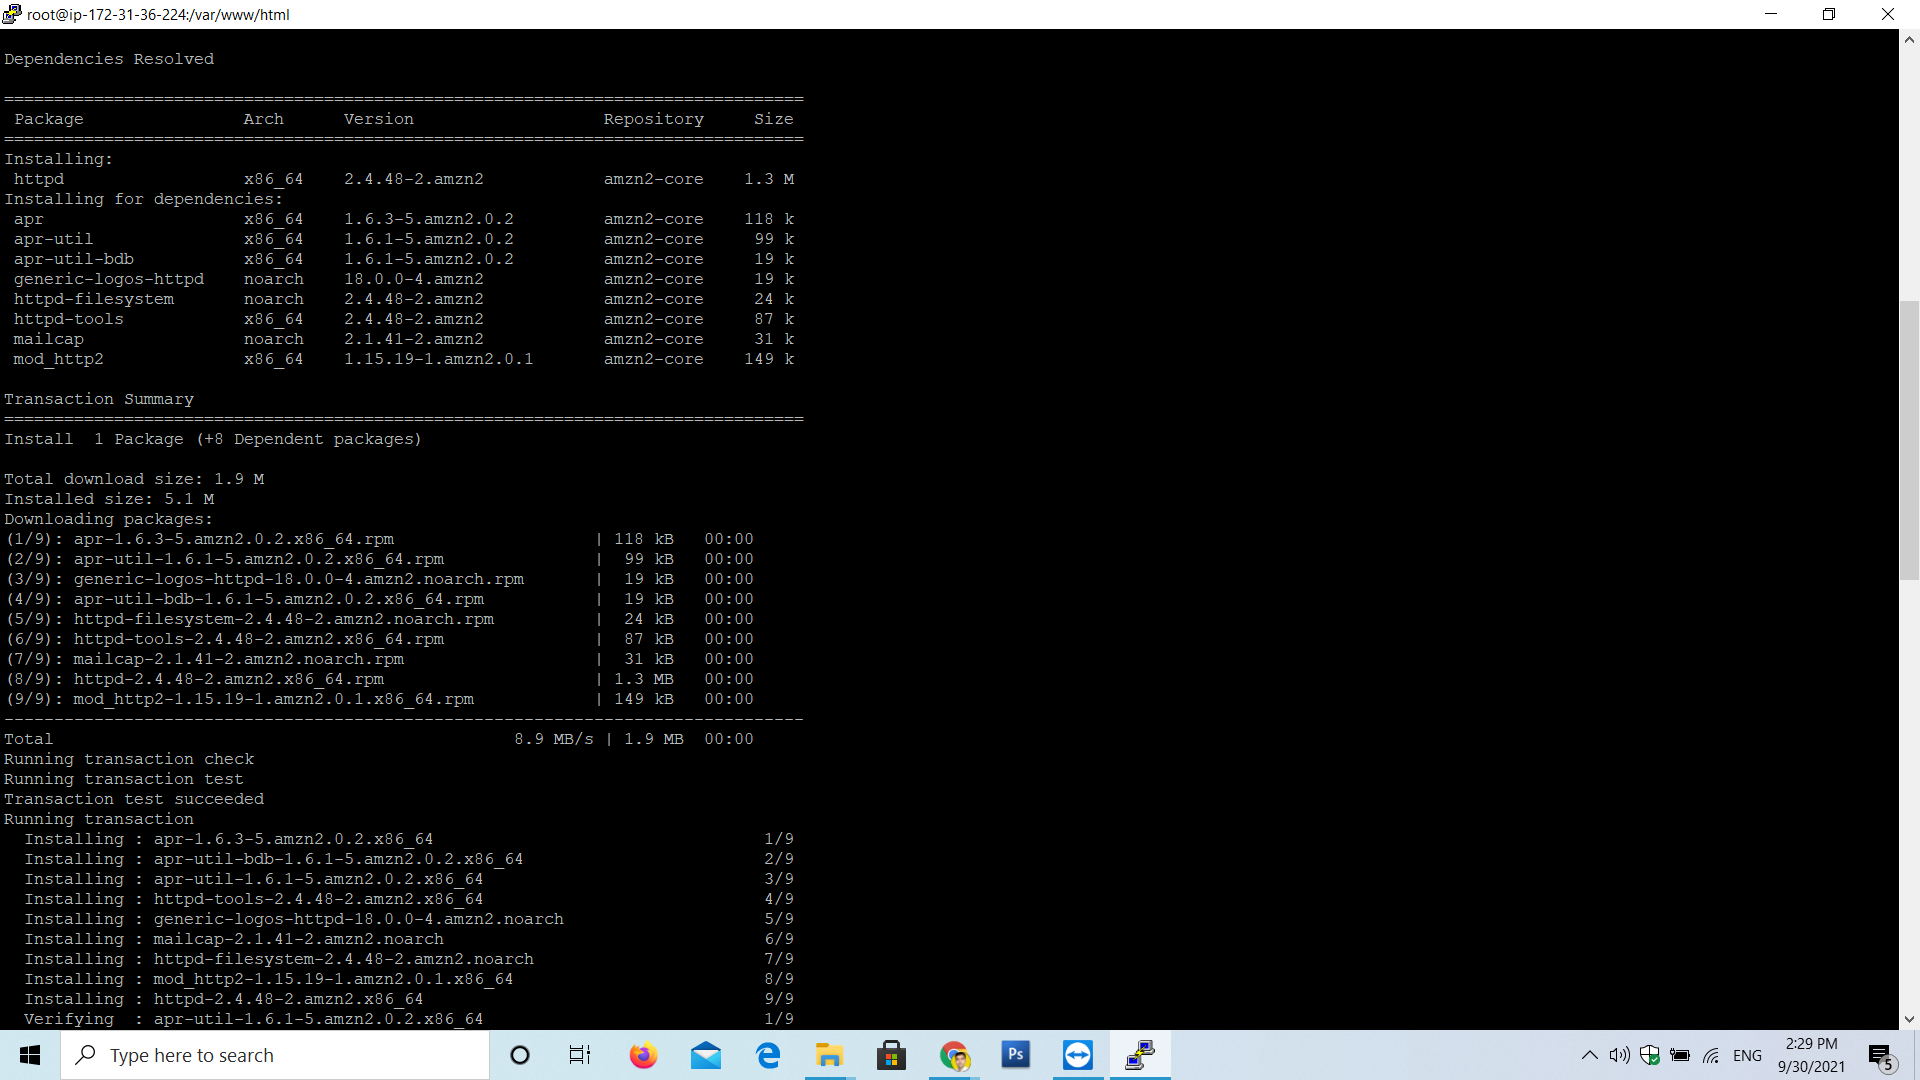 root@ip-172-31-36-224:/var/www/html
Dependencies Resolved
================================================================================
 Package                Arch      Version                   Repository     Size
================================================================================
Installing:
 httpd                  x86_64    2.4.48-2.amzn2            amzn2-core    1.3 M
Installing for dependencies:
 apr                    x86_64    1.6.3-5.amzn2.0.2         amzn2-core    118 k
 apr-util               x86_64    1.6.1-5.amzn2.0.2         amzn2-core     99 k
 apr-util-bdb           x86_64    1.6.1-5.amzn2.0.2         amzn2-core     19 k
 generic-logos-httpd    noarch    18.0.0-4.amzn2            amzn2-core     19 k
 httpd-filesystem       noarch    2.4.48-2.amzn2            amzn2-core     24 k
 httpd-tools            x86_64    2.4.48-2.amzn2            amzn2-core     87 k
 mailcap                noarch    2.1.41-2.amzn2            amzn2-core     31 k
 mod_http2              x86_64    1.15.19-1.amzn2.0.1       amzn2-core    149 k
Transaction Summary
================================================================================
Install  1 Package (+8 Dependent packages)
Total download size: 1.9 M
Installed size: 5.1 M
Downloading packages:
(1/9): apr-1.6.3-5.amzn2.0.2.x86_64.rpm                    | 118 kB   00:00
(2/9): apr-util-1.6.1-5.amzn2.0.2.x86_64.rpm               |  99 kB   00:00
(3/9): generic-logos-httpd-18.0.0-4.amzn2.noarch.rpm       |  19 kB   00:00
(4/9): apr-util-bdb-1.6.1-5.amzn2.0.2.x86_64.rpm           |  19 kB   00:00
(5/9): httpd-filesystem-2.4.48-2.amzn2.noarch.rpm          |  24 kB   00:00
(6/9): httpd-tools-2.4.48-2.amzn2.x86_64.rpm               |  87 kB   00:00
(7/9): mailcap-2.1.41-2.amzn2.noarch.rpm                   |  31 kB   00:00
(8/9): httpd-2.4.48-2.amzn2.x86_64.rpm                     | 1.3 MB   00:00
(9/9): mod_http2-1.15.19-1.amzn2.0.1.x86_64.rpm            | 149 kB   00:00
--------------------------------------------------------------------------------
Total                                              8.9 MB/s | 1.9 MB  00:00
Running transaction check
Running transaction test
Transaction test succeeded
Running transaction
  Installing : apr-1.6.3-5.amzn2.0.2.x86_64                                 1/9
  Installing : apr-util-bdb-1.6.1-5.amzn2.0.2.x86_64                        2/9
  Installing : apr-util-1.6.1-5.amzn2.0.2.x86_64                            3/9
  Installing : httpd-tools-2.4.48-2.amzn2.x86_64                            4/9
  Installing : generic-logos-httpd-18.0.0-4.amzn2.noarch                    5/9
  Installing : mailcap-2.1.41-2.amzn2.noarch                                6/9
  Installing : httpd-filesystem-2.4.48-2.amzn2.noarch                       7/9
  Installing : mod_http2-1.15.19-1.amzn2.0.1.x86_64                         8/9
  Installing : httpd-2.4.48-2.amzn2.x86_64                                  9/9
  Verifying  : apr-util-1.6.1-5.amzn2.0.2.x86_64                            1/9
Type here to search
Ps
ENG
2:29 PM
9/30/2021
5